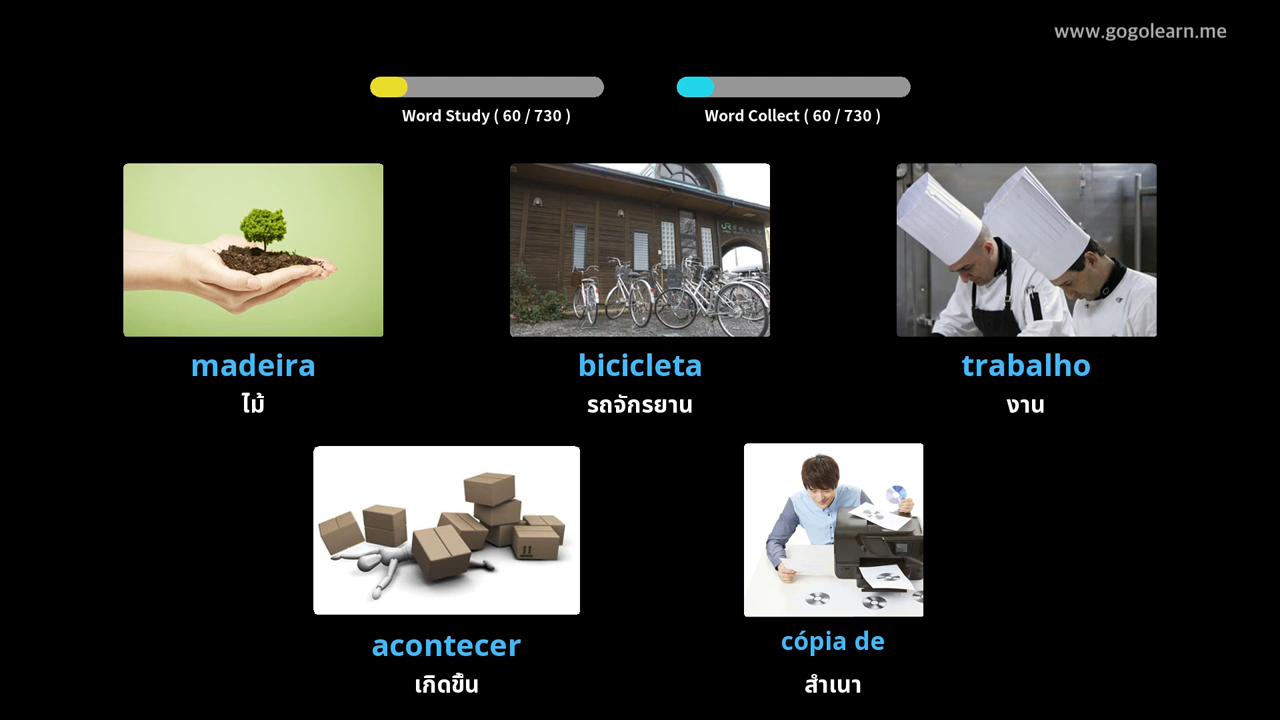 www.gogolearn.me
Word Study ( 60 / 730 )
Word Collect ( 60 / 730 )
madeira
ไม้
bicicleta
รถจักรยาน
trabalho
งาน
acontecer
เกิดขึ้น
cópia de
สำเนา